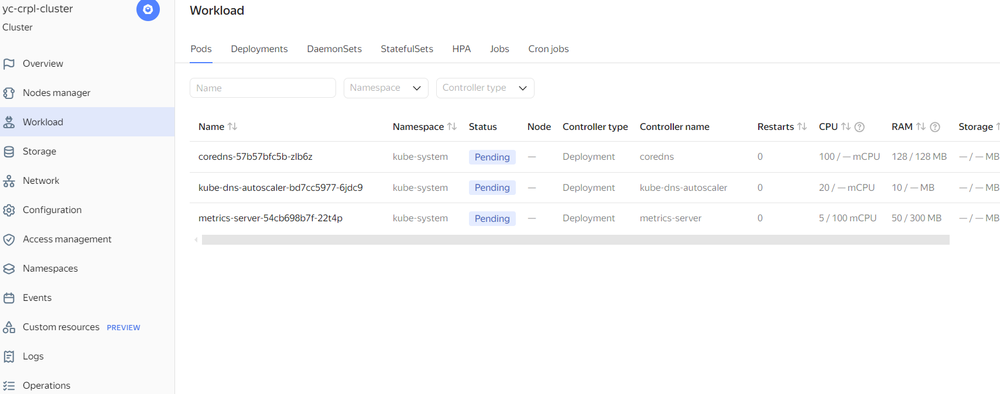 yc-crpl-cluster
Cluster
Overview
Nodes manager
Workload
Storage
Network
Configuration
Access management
Namespaces
Events
Custom resources PREVIEW
Logs
Operations
Workload
Pods Deployments DaemonSets StatefulSets HPA Jobs Cron jobs
Name Namespace Controller type
Name Namespace Status Node Controller type Controller name Restarts CPU RAM Storage
coredns-57b57bfc5b-zlb6z kube-system Pending — Deployment coredns 0 100 / — mCPU 128 / 128 MB — / — MB
kube-dns-autoscaler-bd7cc5977-6jdc9 kube-system Pending — Deployment kube-dns-autoscaler 0 20 / — mCPU 10 / — MB — / — MB
metrics-server-54cb698b7f-22t4p kube-system Pending — Deployment metrics-server 0 5 / 100 mCPU 50 / 300 MB — / — MB